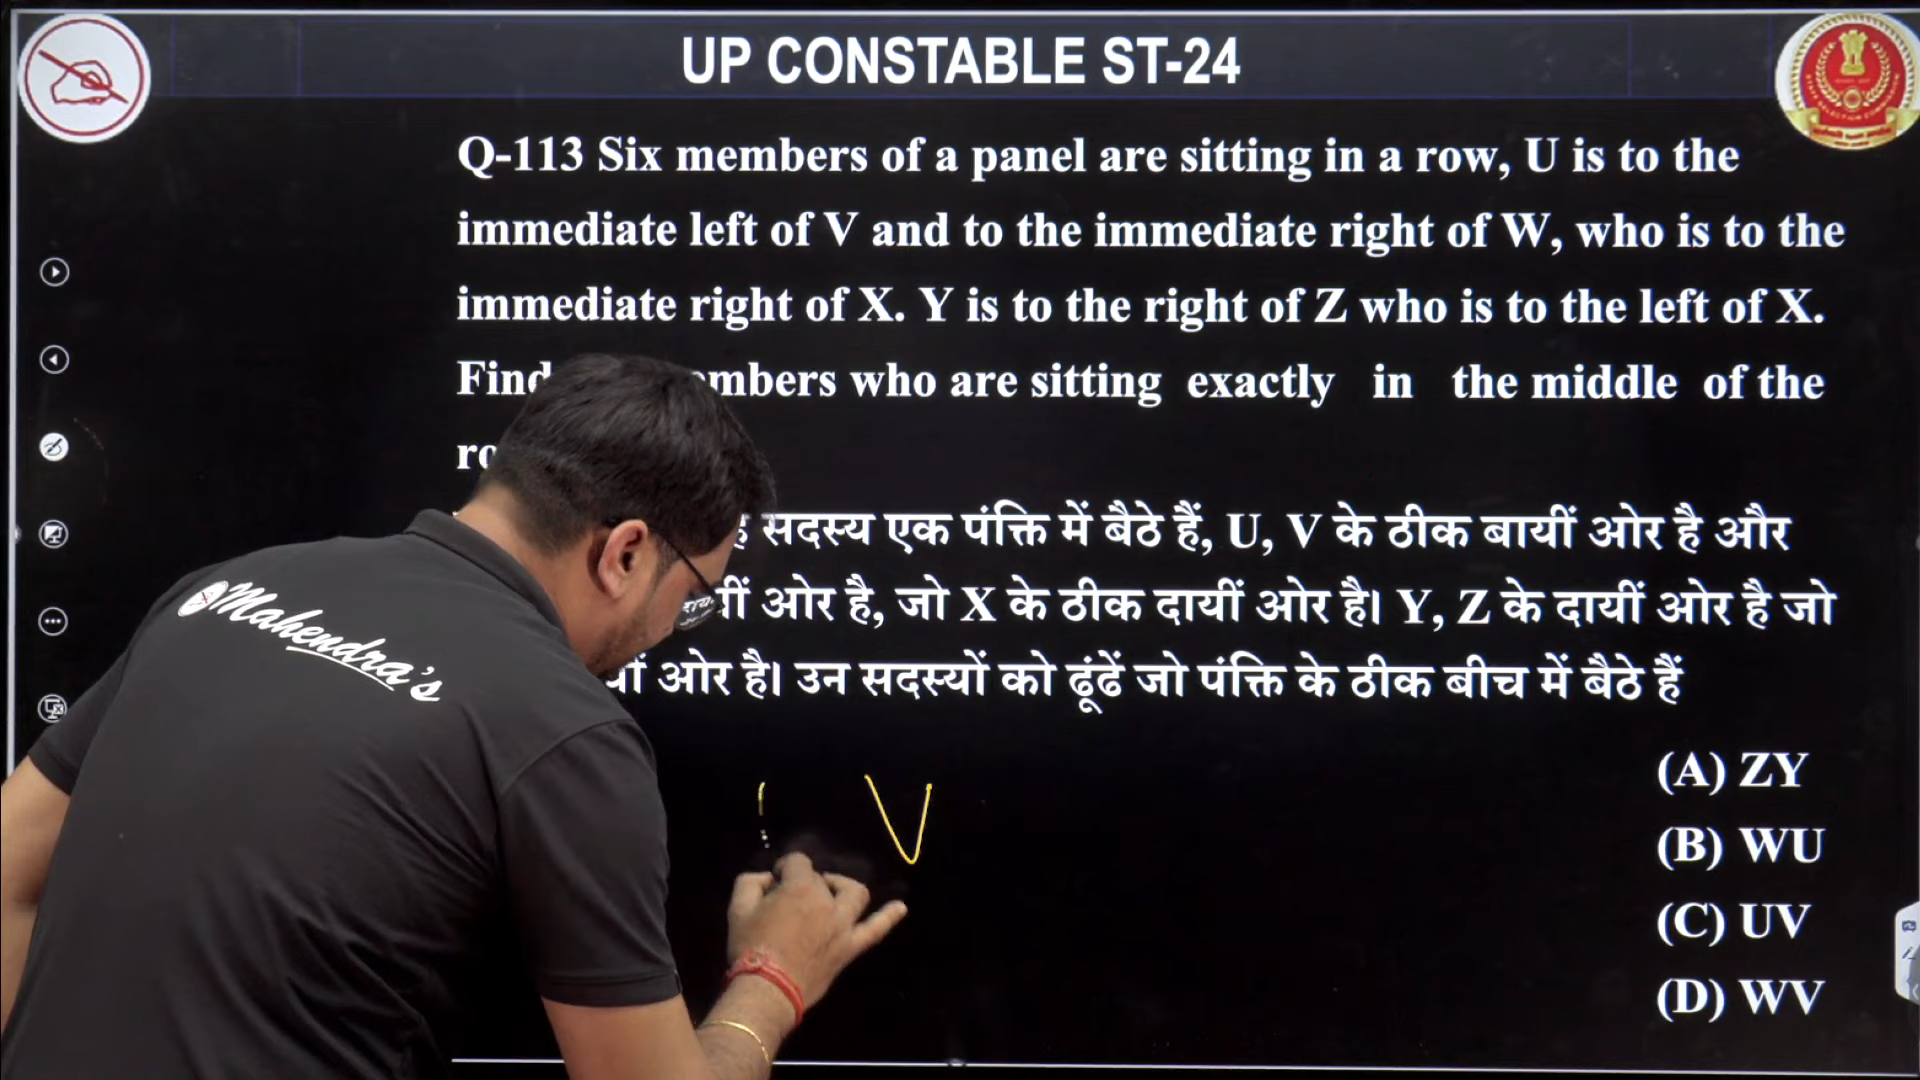 UP CONSTABLE ST-24
Q-113 Six members of a panel are sitting in a row, U is to the
immediate left of V and to the immediate right of W, who is to the
immediate right of X. Y is to the right of Z who is to the left of X.
Find who are sitting exactly in the middle of the
सदस्य एक पंक्ति में बैठे हैं, U, V के ठीक बायीं ओर है और
ओर है, जो X के ठीक दायीं ओर है। Y, Z के दायीं ओर है जो
ओर है। उन सदस्यों को ढूंढें जो पंक्ति के ठीक बीच में बैठे हैं
Mahendra's
V
(A) ZY
(B) WU
(C) UV
(D) WV